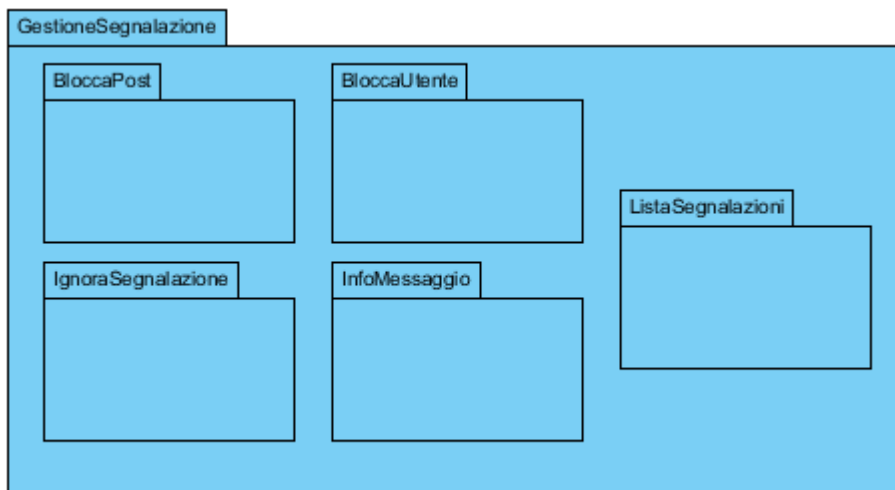 GestioneSegnalazione
BloccaPost
BloccaUtente
ListaSegnalazioni
IgnoraSegnalazione
InfoMessaggio